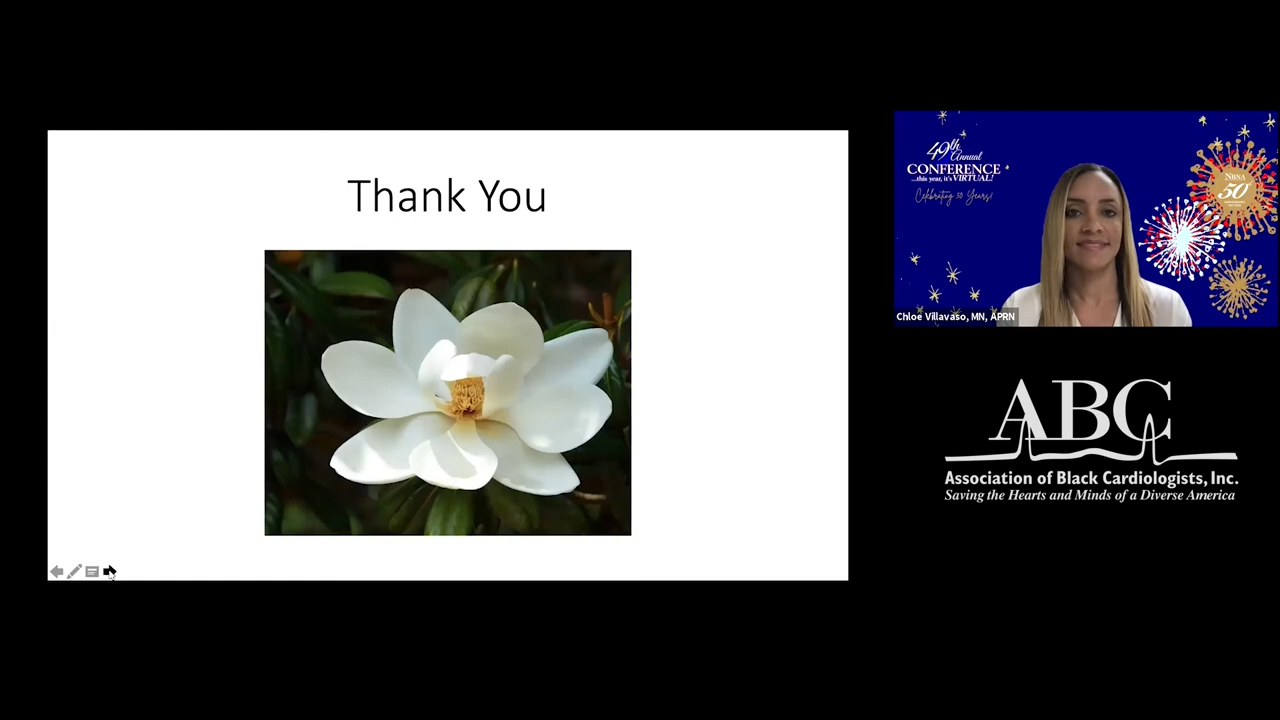 Thank You
49th
Annual
CONFERENCE
...this year, it's VIRTUAL!
Celebrating 50 Years!
NBNA
50
Chloe Villavaso, MN, APRN
ABC
Association of Black Cardiologists, Inc.
Saving the Hearts and Minds of a Diverse America